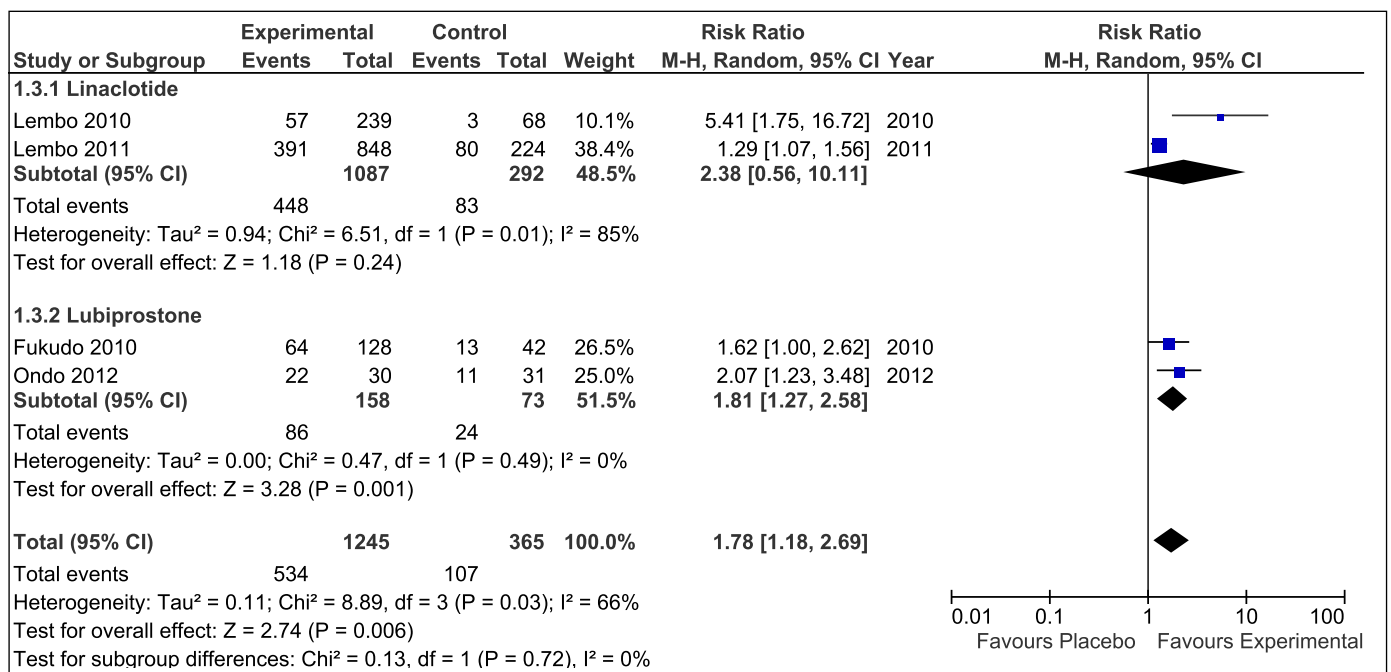 Experimental Control Risk Ratio Risk Ratio
Study or Subgroup Events Total Events Total Weight M-H, Random, 95% CI Year M-H, Random, 95% CI
1.3.1 Linaclotide
Lembo 2010 57 239 3 68 10.1% 5.41 [1.75, 16.72] 2010
Lembo 2011 391 848 80 224 38.4% 1.29 [1.07, 1.56] 2011
Subtotal (95% CI) 1087 292 48.5% 2.38 [0.56, 10.11]
Total events 448 83
Heterogeneity: Tau² = 0.94; Chi² = 6.51, df = 1 (P = 0.01); I² = 85%
Test for overall effect: Z = 1.18 (P = 0.24)
1.3.2 Lubiprostone
Fukudo 2010 64 128 13 42 26.5% 1.62 [1.00, 2.62] 2010
Ondo 2012 22 30 11 31 25.0% 2.07 [1.23, 3.48] 2012
Subtotal (95% CI) 158 73 51.5% 1.81 [1.27, 2.58]
Total events 86 24
Heterogeneity: Tau² = 0.00; Chi² = 0.47, df = 1 (P = 0.49); I² = 0%
Test for overall effect: Z = 3.28 (P = 0.001)
Total (95% CI) 1245 365 100.0% 1.78 [1.18, 2.69]
Total events 534 107
Heterogeneity: Tau² = 0.11; Chi² = 8.89, df = 3 (P = 0.03); I² = 66%
Test for overall effect: Z = 2.74 (P = 0.006)
Test for subgroup differences: Chi² = 0.13, df = 1 (P = 0.72), I² = 0%
0.01 0.1 1 10 100
Favours Placebo Favours Experimental